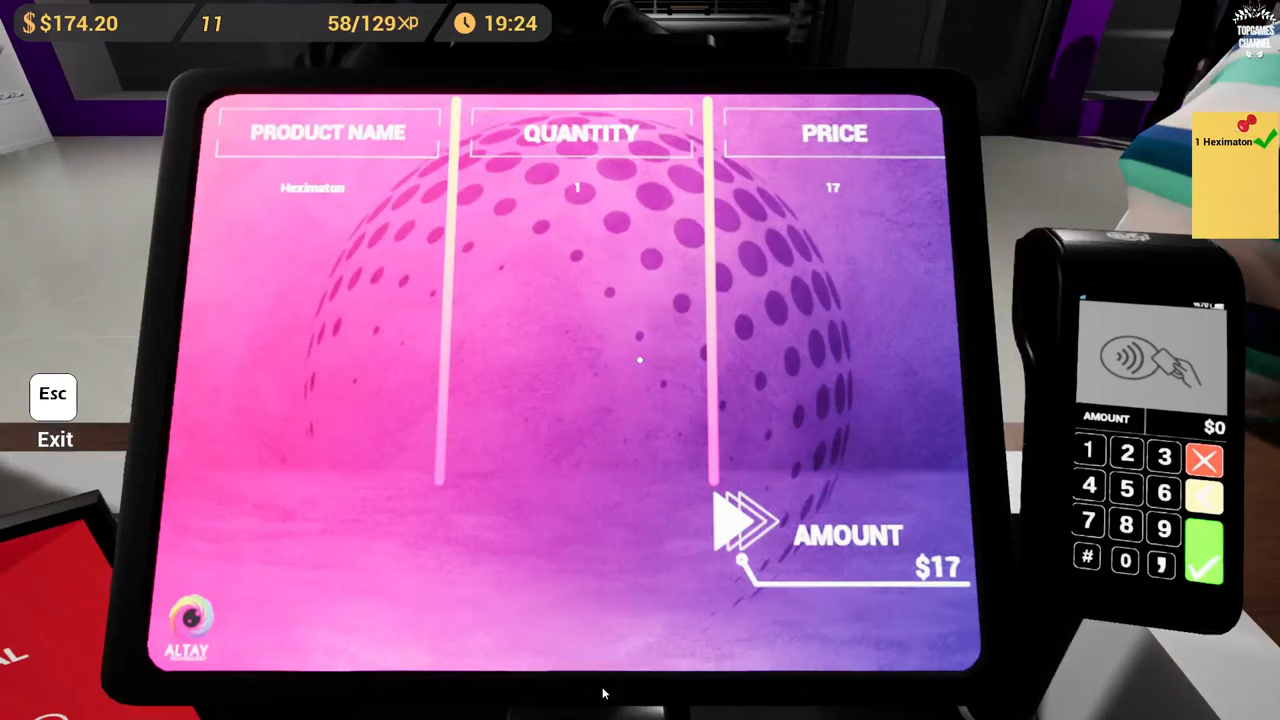 $ $174.20
11
58/129XP
19:24
TOPGAMES
CHANNEL
PRODUCT NAME
QUANTITY
PRICE
1 Heximaton
Heximaton
1
17
Esc
Exit
AMOUNT
$0
1 2 3
4 5 6
7 8 9
# 0 ,
AMOUNT
$17
ALTAY
AL